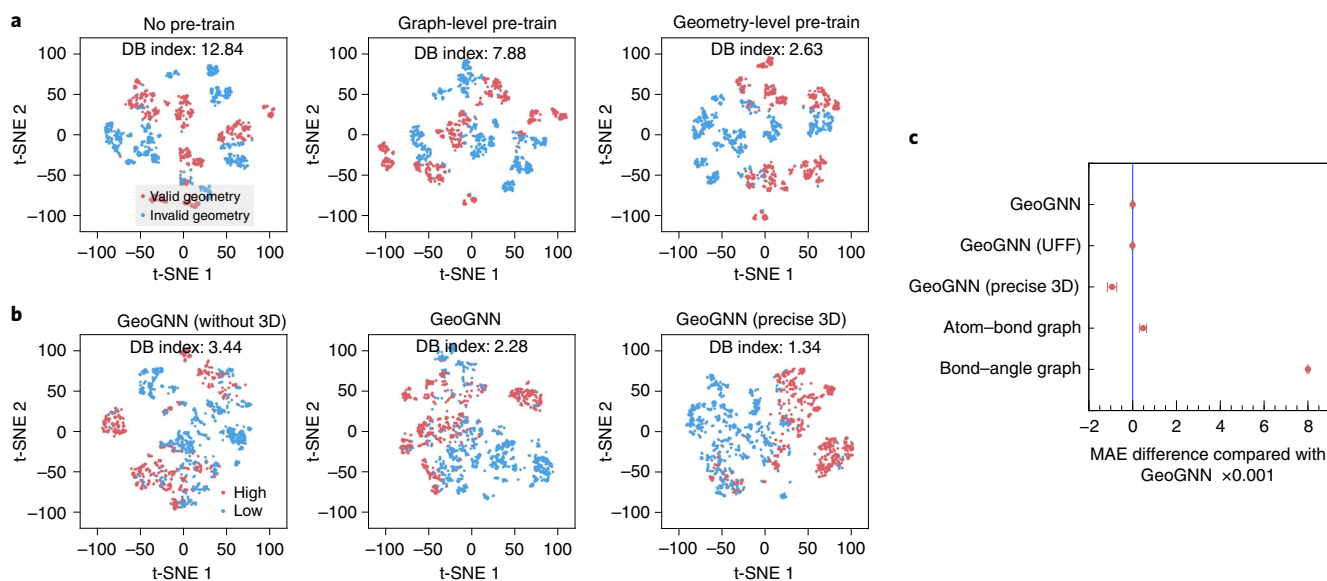 a
No pre-train
DB index: 12.84
100
50
0
−50
−100
t-SNE 2
Valid geometry
Invalid geometry
−100 −50 0 50 100
t-SNE 1
Graph-level pre-train
DB index: 7.88
100
50
0
−50
−100
t-SNE 2
−100 −50 0 50 100
t-SNE 1
Geometry-level pre-train
DB index: 2.63
100
50
0
−50
−100
t-SNE 2
−100 −50 0 50 100
t-SNE 1
b
GeoGNN (without 3D)
DB index: 3.44
100
50
0
−50
−100
t-SNE 2
High
Low
−100 −50 0 50 100
t-SNE 1
GeoGNN
DB index: 2.28
100
50
0
−50
−100
t-SNE 2
−100 −50 0 50 100
t-SNE 1
GeoGNN (precise 3D)
DB index: 1.34
100
50
0
−50
−100
t-SNE 2
−100 −50 0 50 100
t-SNE 1
c
GeoGNN
GeoGNN (UFF)
GeoGNN (precise 3D)
Atom–bond graph
Bond–angle graph
−2 0 2 4 6 8
MAE difference compared with
GeoGNN ×0.001